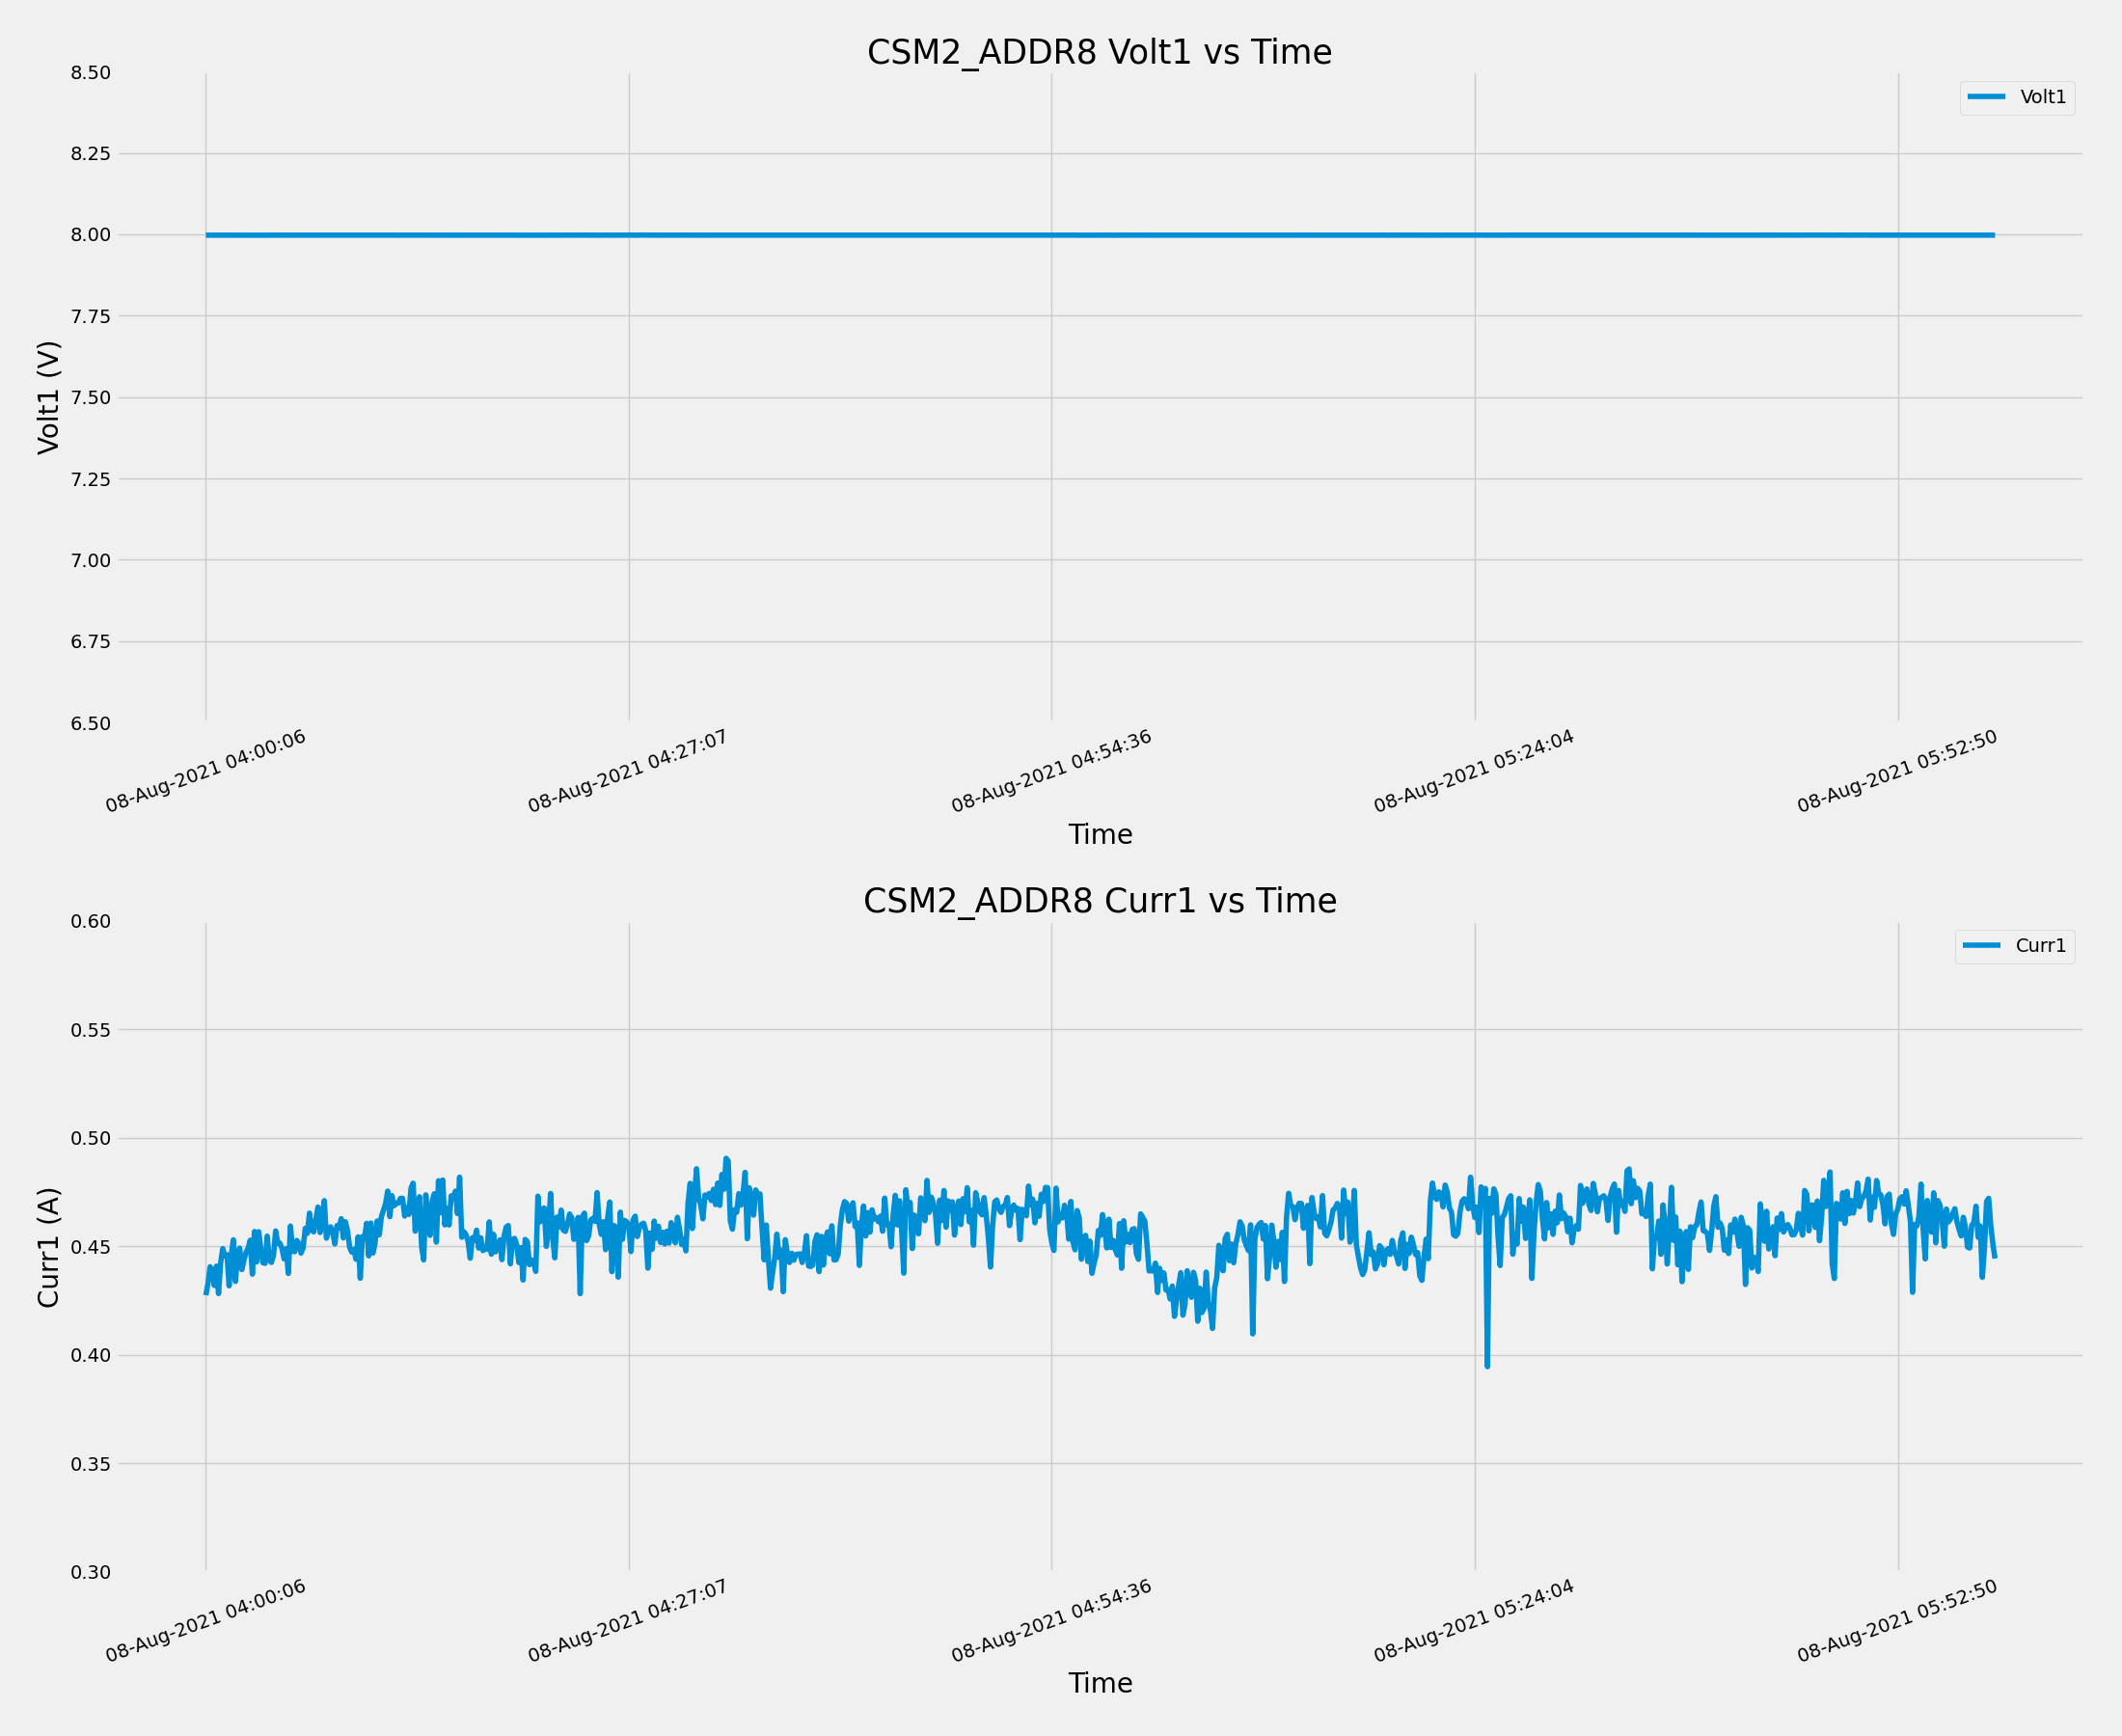 CSM2_ADDR8 Volt1 vs Time
8.50
8.25
8.00
7.75
7.50
7.25
7.00
6.75
6.50
Volt1 (V)
Volt1
08-Aug-2021 04:00:06
08-Aug-2021 04:27:07
08-Aug-2021 04:54:36
08-Aug-2021 05:24:04
08-Aug-2021 05:52:50
Time
CSM2_ADDR8 Curr1 vs Time
0.60
0.55
0.50
0.45
0.40
0.35
0.30
Curr1 (A)
Curr1
08-Aug-2021 04:00:06
08-Aug-2021 04:27:07
08-Aug-2021 04:54:36
08-Aug-2021 05:24:04
08-Aug-2021 05:52:50
Time